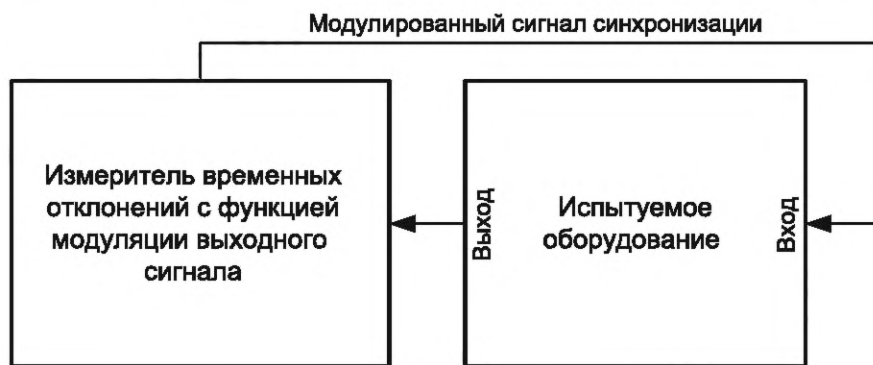 Модулированный сигнал синхронизации
Измеритель временных
отклонений с функцией
модуляции выходного
сигнала
Выход
Испытуемое
оборудование
Вход